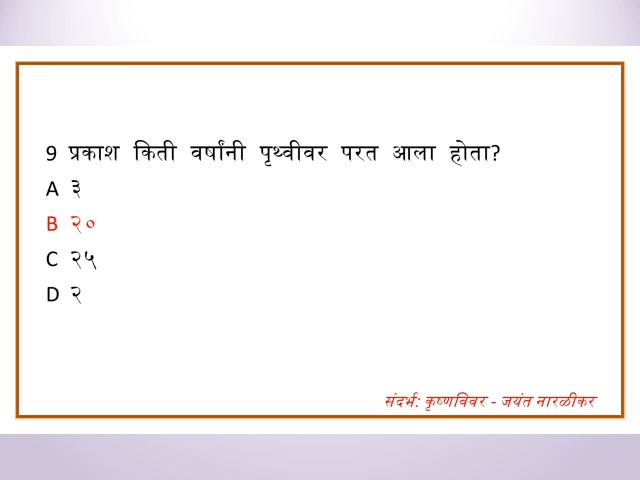 9 प्रकाश किती वर्षांनी पृथ्वीवर परत आला होता?
A ३
B २०
C २५
D २
संदर्भ: कृष्णविवर - जयंत नारळीकर